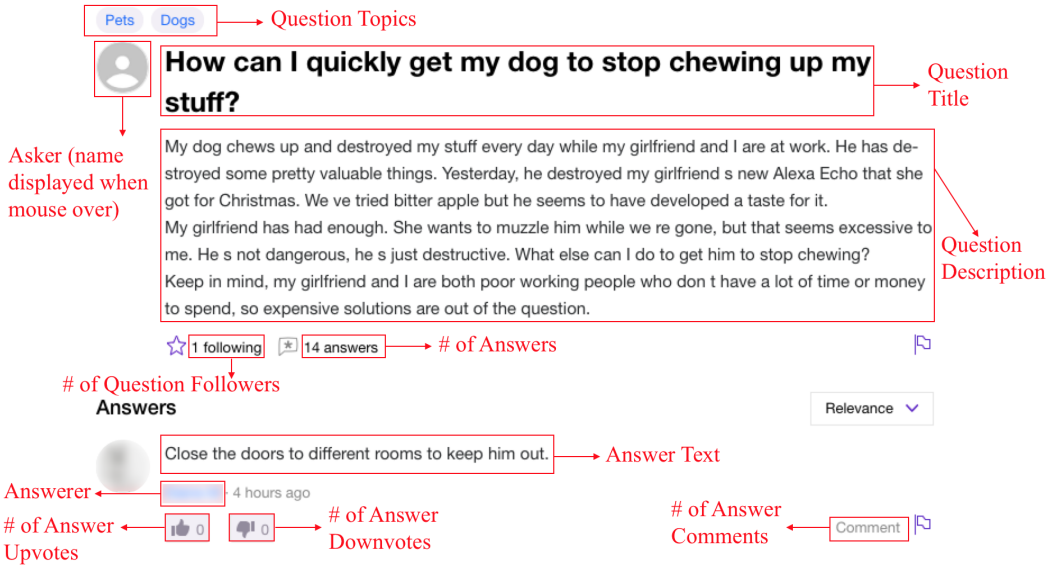 Pets Dogs Question Topics
How can I quickly get my dog to stop chewing up my
stuff?
Question
Title
Asker (name
displayed when
mouse over)
My dog chews up and destroyed my stuff every day while my girlfriend and I are at work. He has de-
stroyed some pretty valuable things. Yesterday, he destroyed my girlfriend s new Alexa Echo that she
got for Christmas. We ve tried bitter apple but he seems to have developed a taste for it.
My girlfriend has had enough. She wants to muzzle him while we re gone, but that seems excessive to
me. He s not dangerous, he s just destructive. What else can I do to get him to stop chewing?
Keep in mind, my girlfriend and I are both poor working people who don t have a lot of time or money
to spend, so expensive solutions are out of the question.
Question
Description
1 following 14 answers # of Answers
# of Question Followers
Answers
Relevance
Close the doors to different rooms to keep him out. Answer Text
Answerer · 4 hours ago
# of Answer
Upvotes
0 0
# of Answer
Downvotes
# of Answer
Comments
Comment